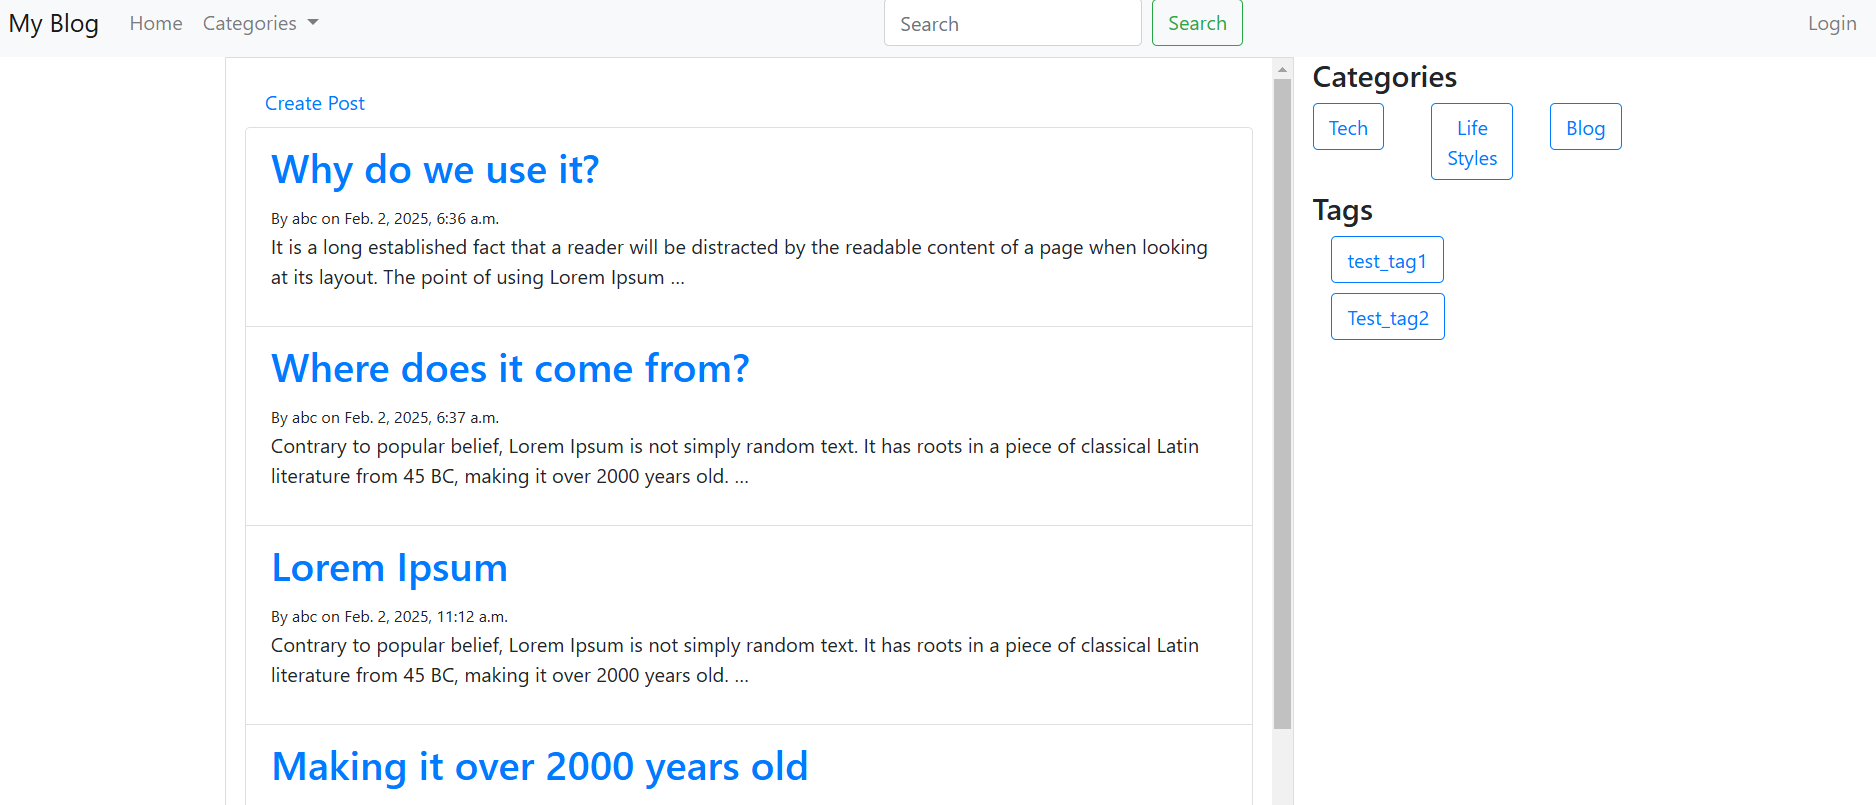 My Blog Home Categories Search Search Login
Create Post
Why do we use it?
By abc on Feb. 2, 2025, 6:36 a.m.
It is a long established fact that a reader will be distracted by the readable content of a page when looking
at its layout. The point of using Lorem Ipsum …
Where does it come from?
By abc on Feb. 2, 2025, 6:37 a.m.
Contrary to popular belief, Lorem Ipsum is not simply random text. It has roots in a piece of classical Latin
literature from 45 BC, making it over 2000 years old. …
Lorem Ipsum
By abc on Feb. 2, 2025, 11:12 a.m.
Contrary to popular belief, Lorem Ipsum is not simply random text. It has roots in a piece of classical Latin
literature from 45 BC, making it over 2000 years old. …
Making it over 2000 years old
Categories
Tech
Life
Styles
Blog
Tags
test_tag1
Test_tag2